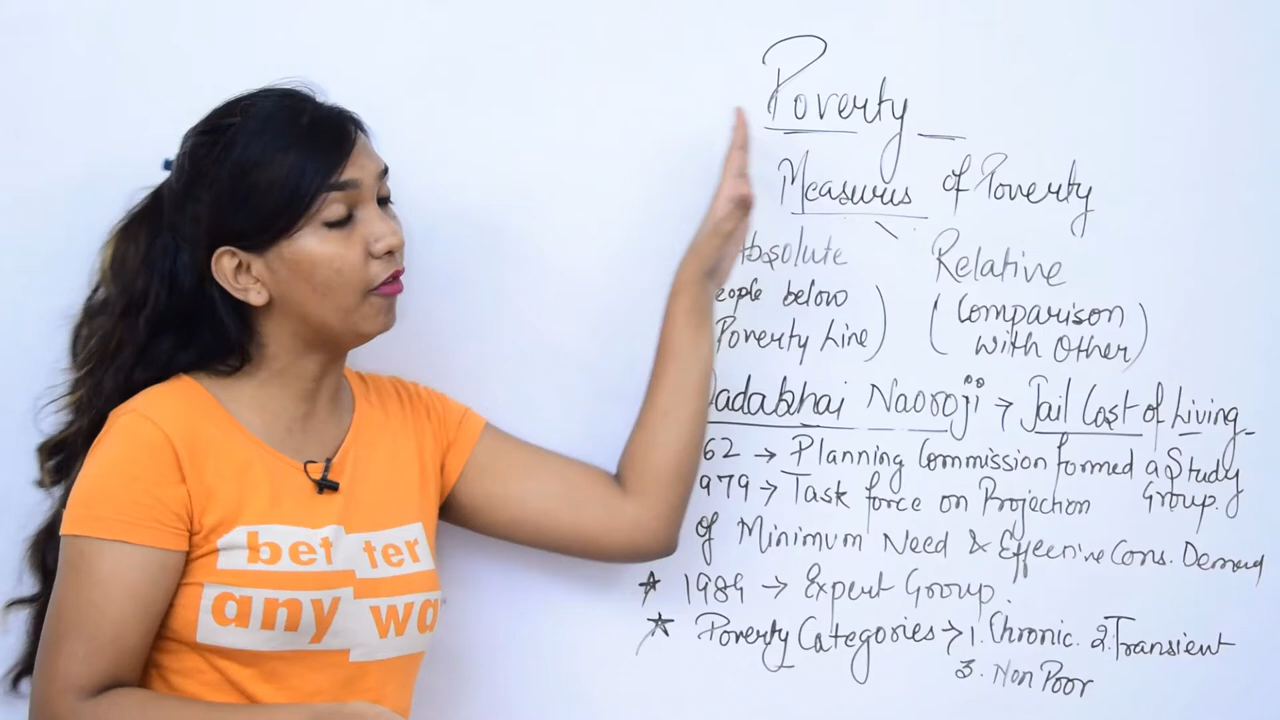 Poverty
Measures of Poverty
Absolute Relative
eople below (Comparison
Poverty Line) with Other)
Dadabhai Naoroji → Jail Cost of Living
62 → Planning Commission formed a Study
979 → Task force on Projection Group.
of Minimum Need & Effective Cons. Demand
★ 1989 → Expert Group.
★ Poverty Categories → 1. Chronic. 2. Transient
3. Non Poor
bet ter
any wa